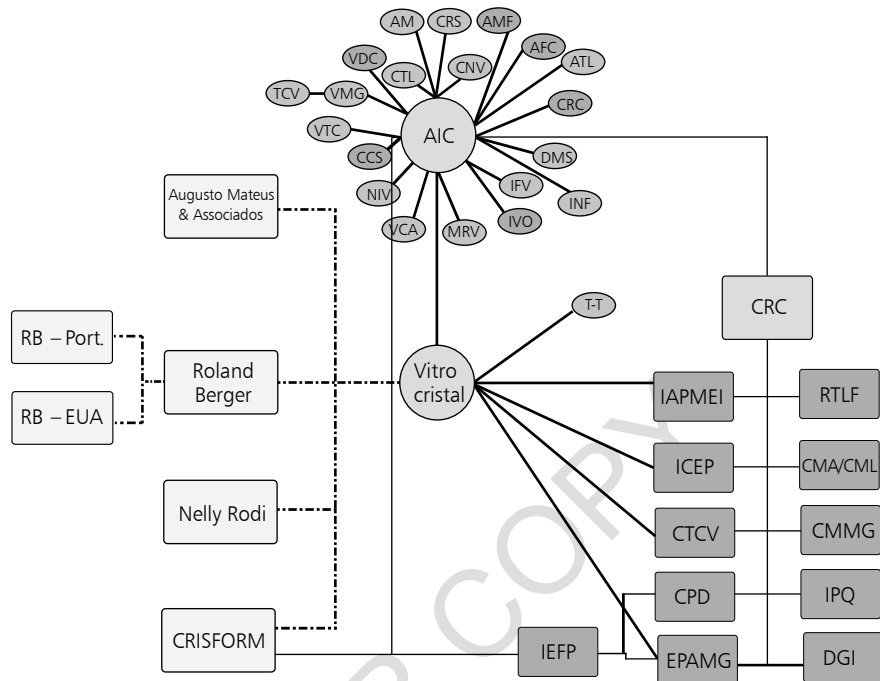 AM
CRS
AMF
VDC
AFC
CTL
CNV
ATL
TCV
VMG
CRC
VTC
AIC
CCS
DMS
NIV
IFV
INF
VCA
MRV
IVO
Augusto Mateus
& Associados
T-T
CRC
RB – Port.
Roland
Berger
Vitro
cristal
IAPMEI
RTLF
RB – EUA
ICEP
CMA/CML
Nelly Rodi
CTCV
CMMG
CPD
IPQ
CRISFORM
IEFP
EPAMG
DGI
R COPY